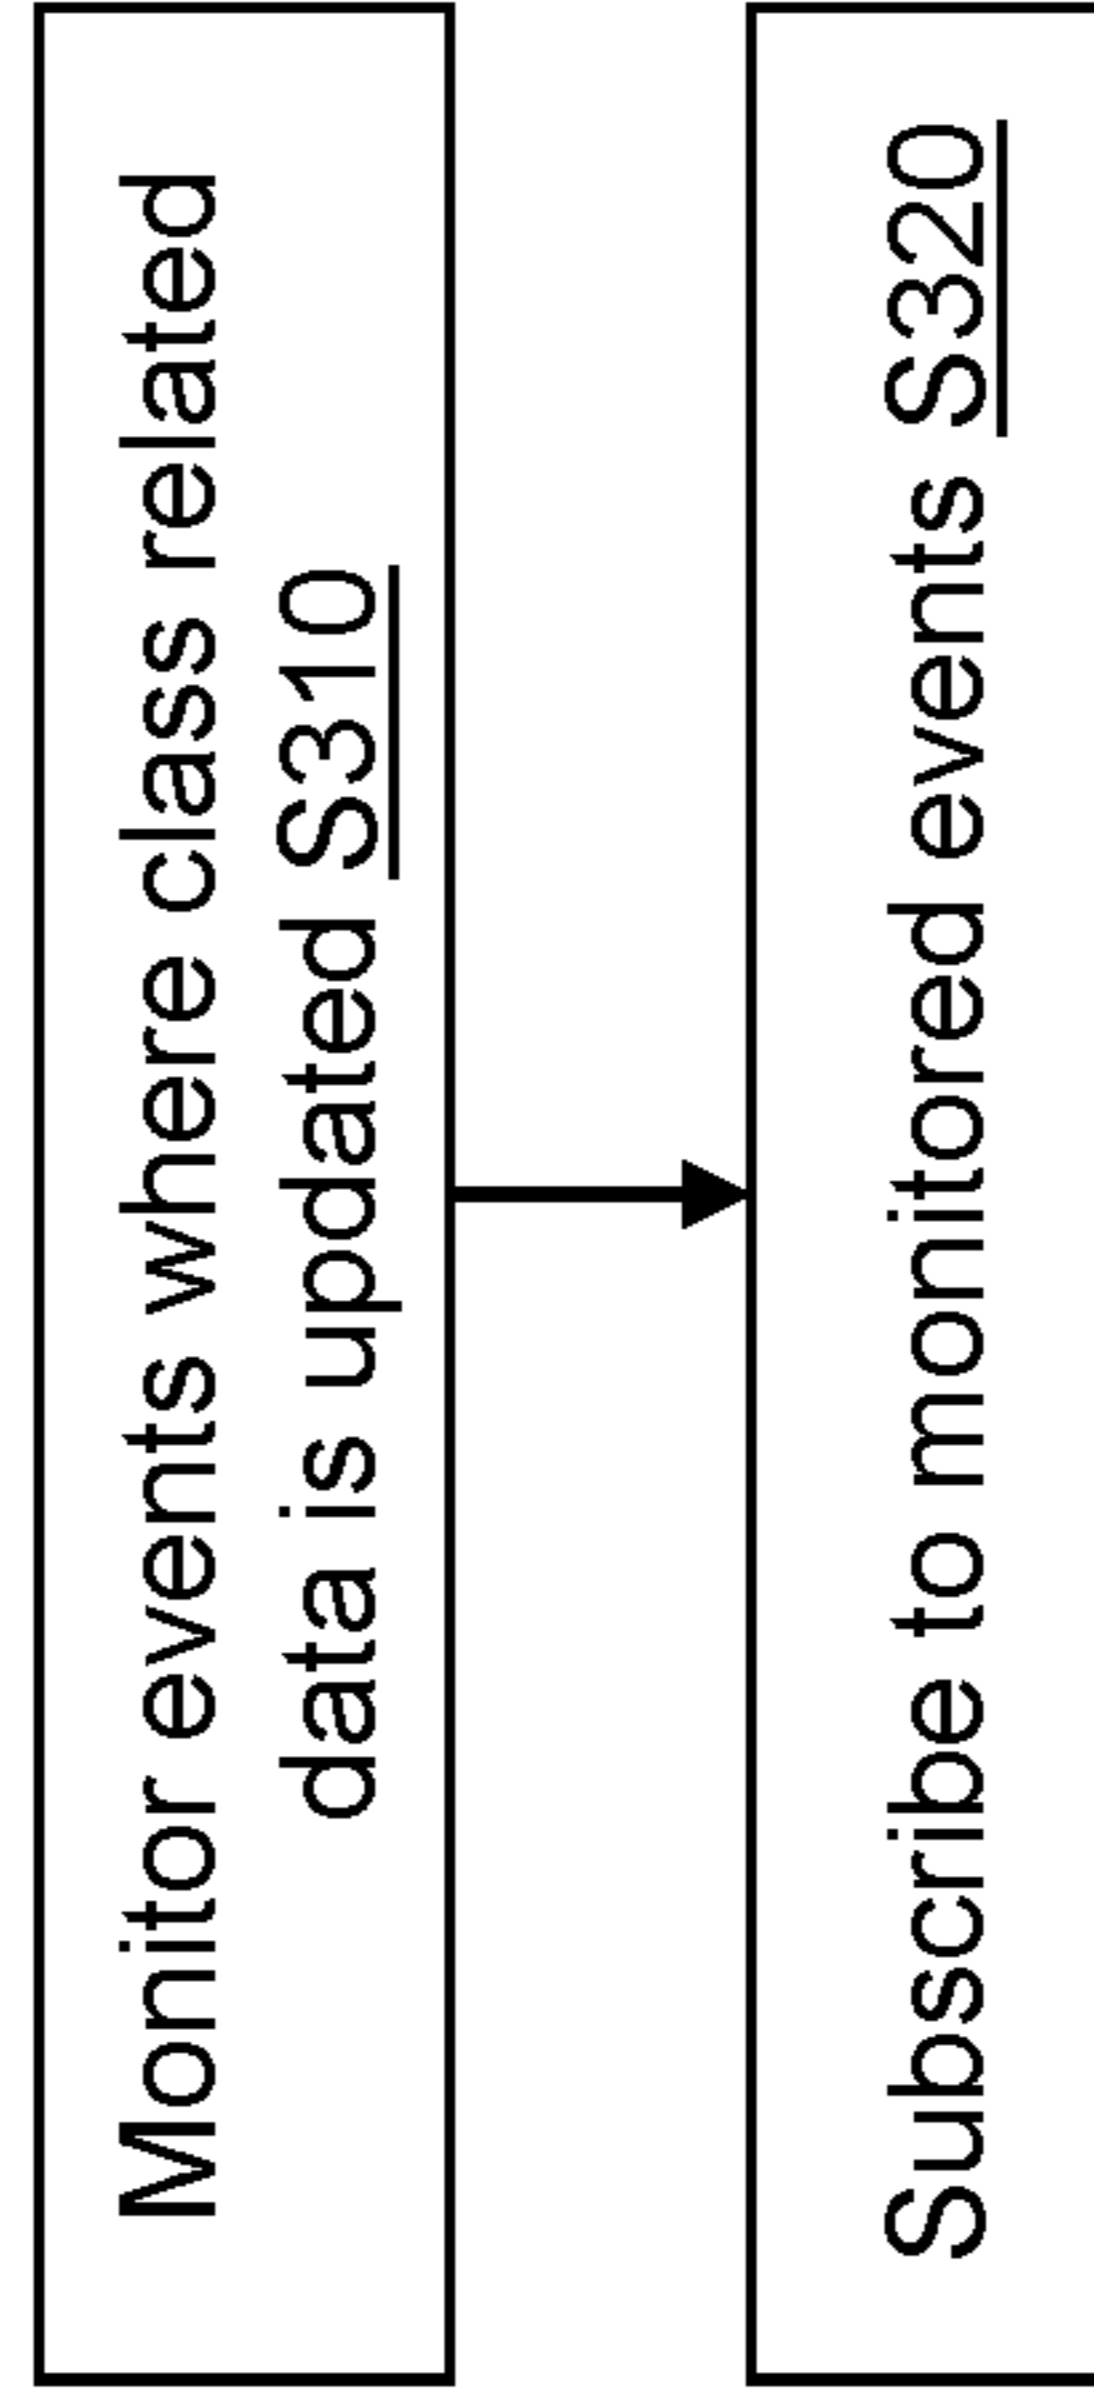 Monitor events where class related
data is updated S310
Subscribe to monitored events S320